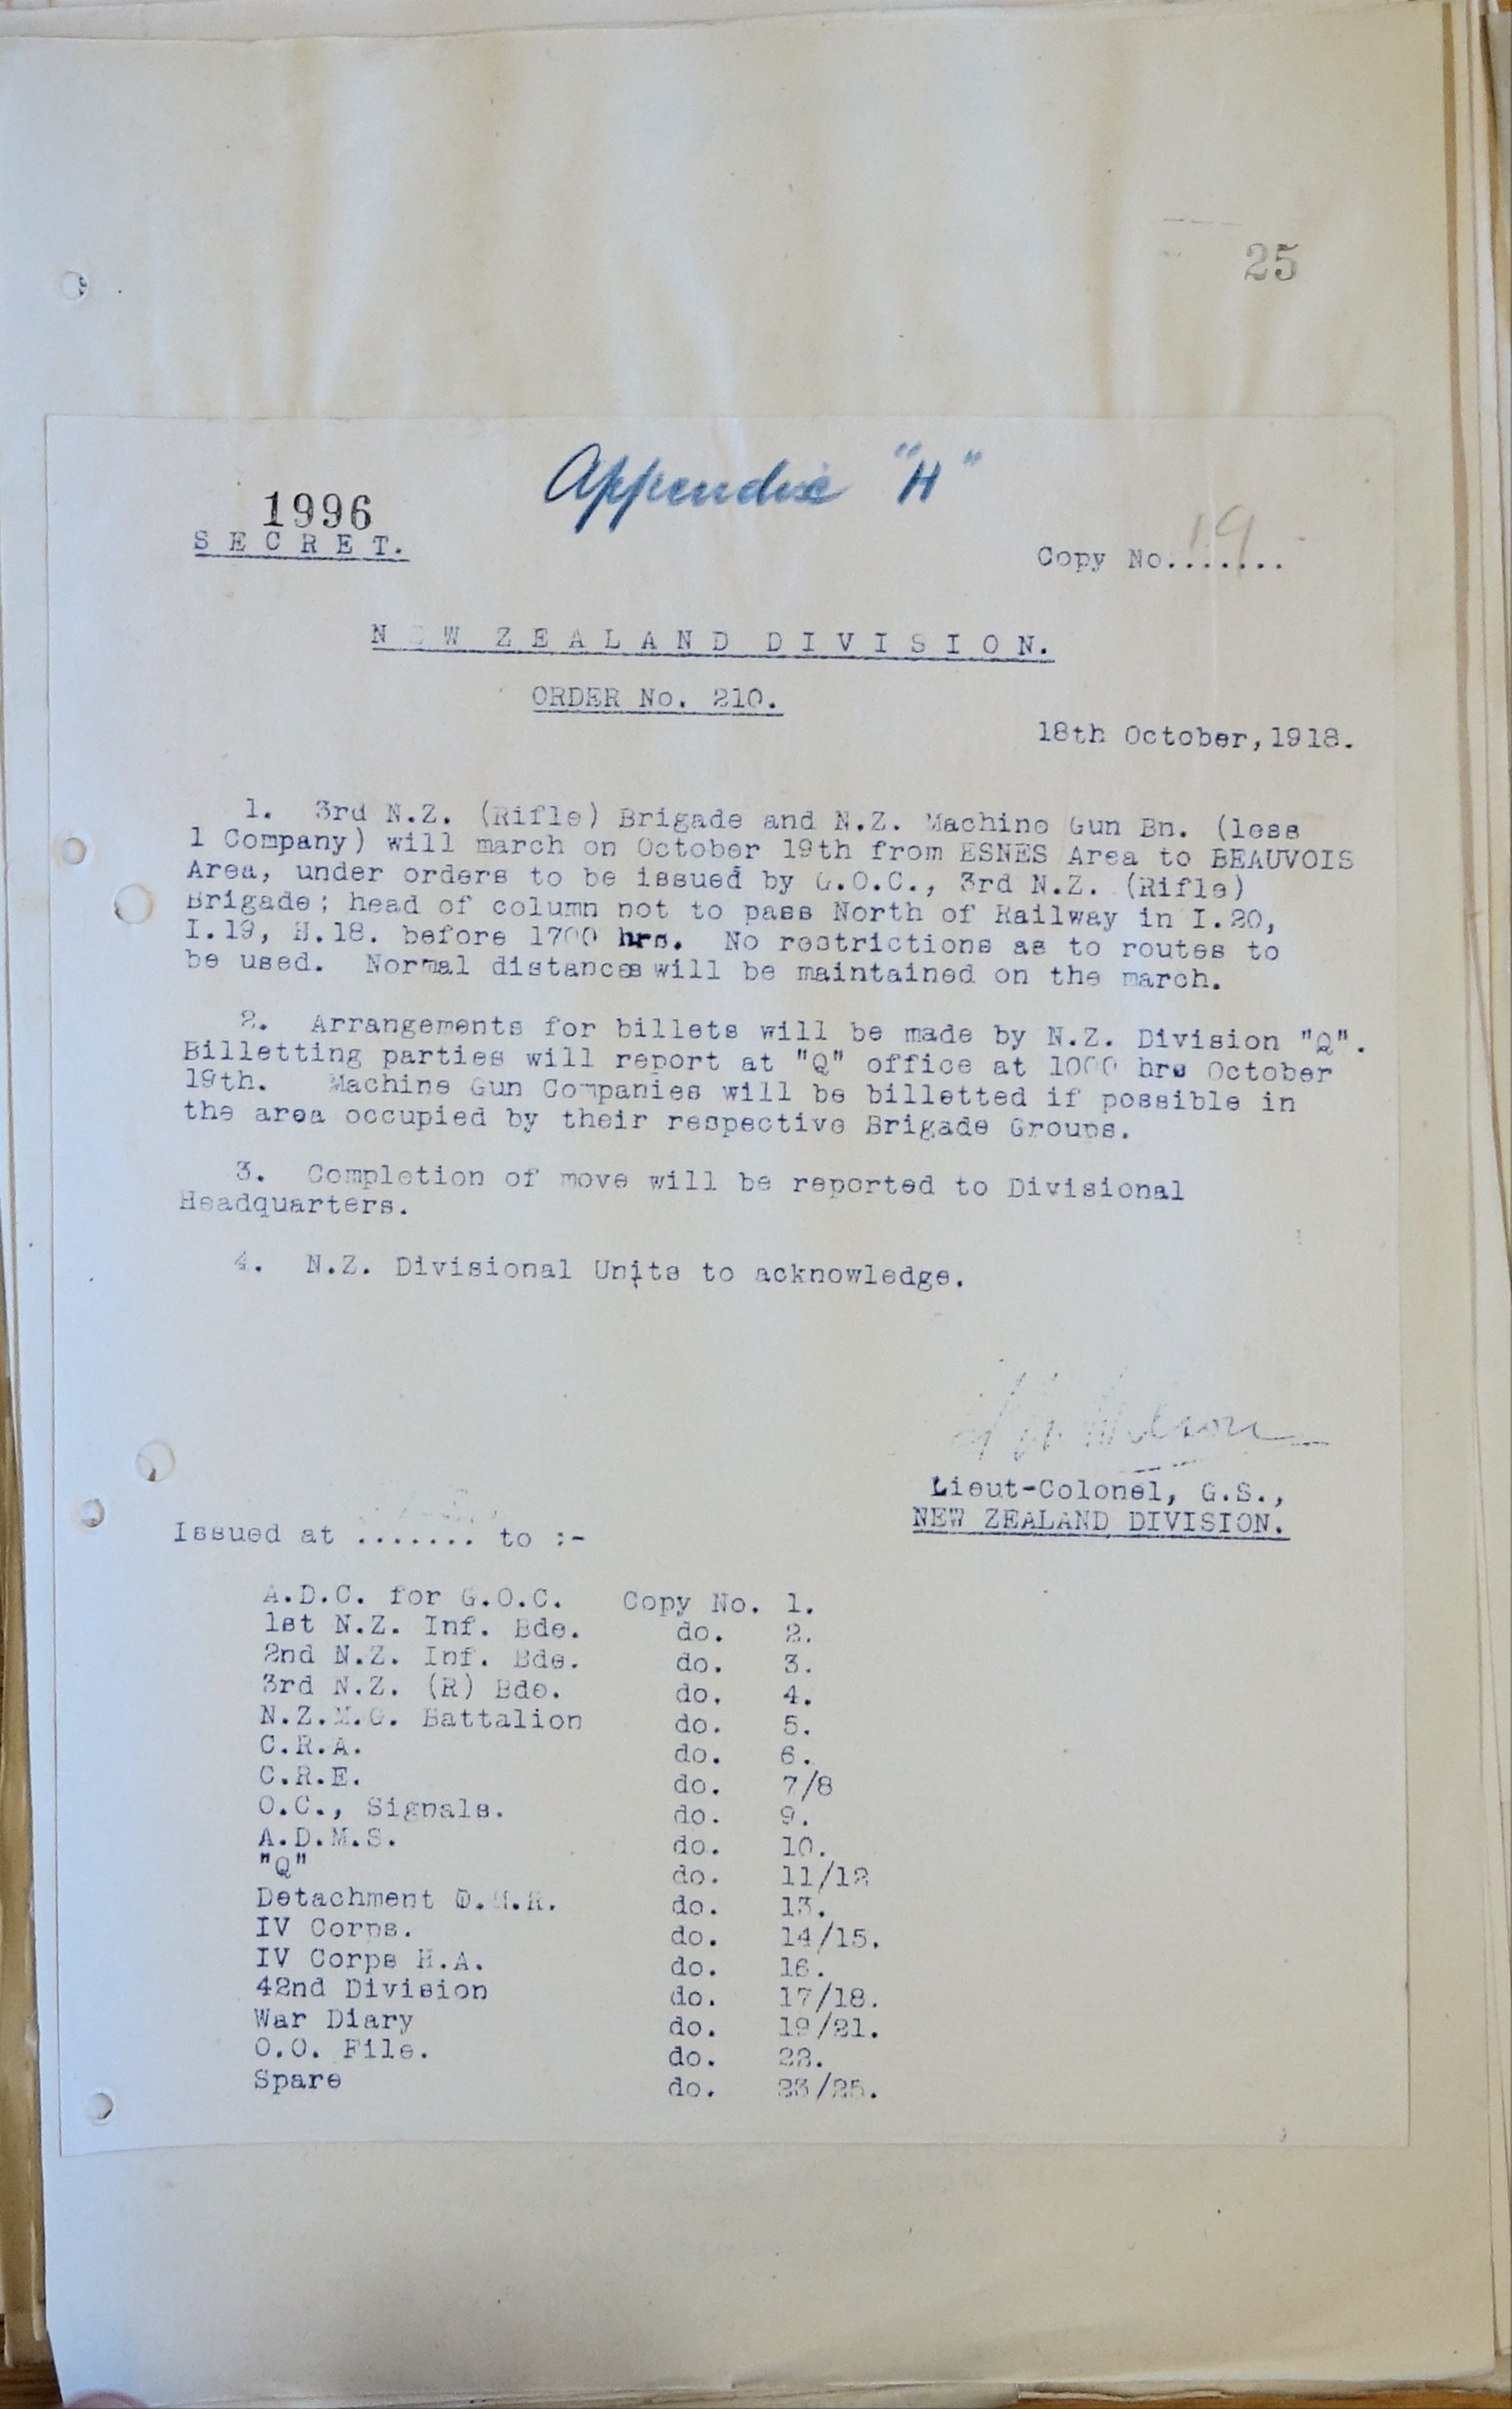 25
Appendix "H"
1996
SECRET.
Copy No....... 19
NEW ZEALAND DIVISION.
ORDER No. 210.
18th October, 1918.
1. 3rd N.Z. (Rifle) Brigade and N.Z. Machine Gun Bn. (less
1 Company) will march on October 19th from ESNES Area to BEAUVOIS
Area, under orders to be issued by G.O.C., 3rd N.Z. (Rifle)
Brigade; head of column not to pass North of Railway in I.20,
I.19, H.18. before 1700 hrs. No restrictions as to routes to
be used. Normal distances will be maintained on the march.
2. Arrangements for billets will be made by N.Z. Division "Q".
Billetting parties will report at "Q" office at 1000 hrs October
19th. Machine Gun Companies will be billetted if possible in
the area occupied by their respective Brigade Groups.
3. Completion of move will be reported to Divisional
Headquarters.
4. N.Z. Divisional Units to acknowledge.
Lieut-Colonel, G.S.,
NEW ZEALAND DIVISION.
Issued at ....... to :-
A.D.C. for G.O.C. Copy No. 1.
1st N.Z. Inf. Bde. do. 2.
2nd N.Z. Inf. Bde. do. 3.
3rd N.Z. (R) Bde. do. 4.
N.Z.M.G. Battalion do. 5.
C.R.A. do. 6.
C.R.E. do. 7/8
O.C., Signals. do. 9.
A.D.M.S. do. 10.
"Q" do. 11/12
Detachment do. 13.
IV Corps. do. 14/15.
IV Corps H.A. do. 16.
42nd Division do. 17/18.
War Diary do. 19/21.
O.O. File. do. 22.
Spare do. 23/25.